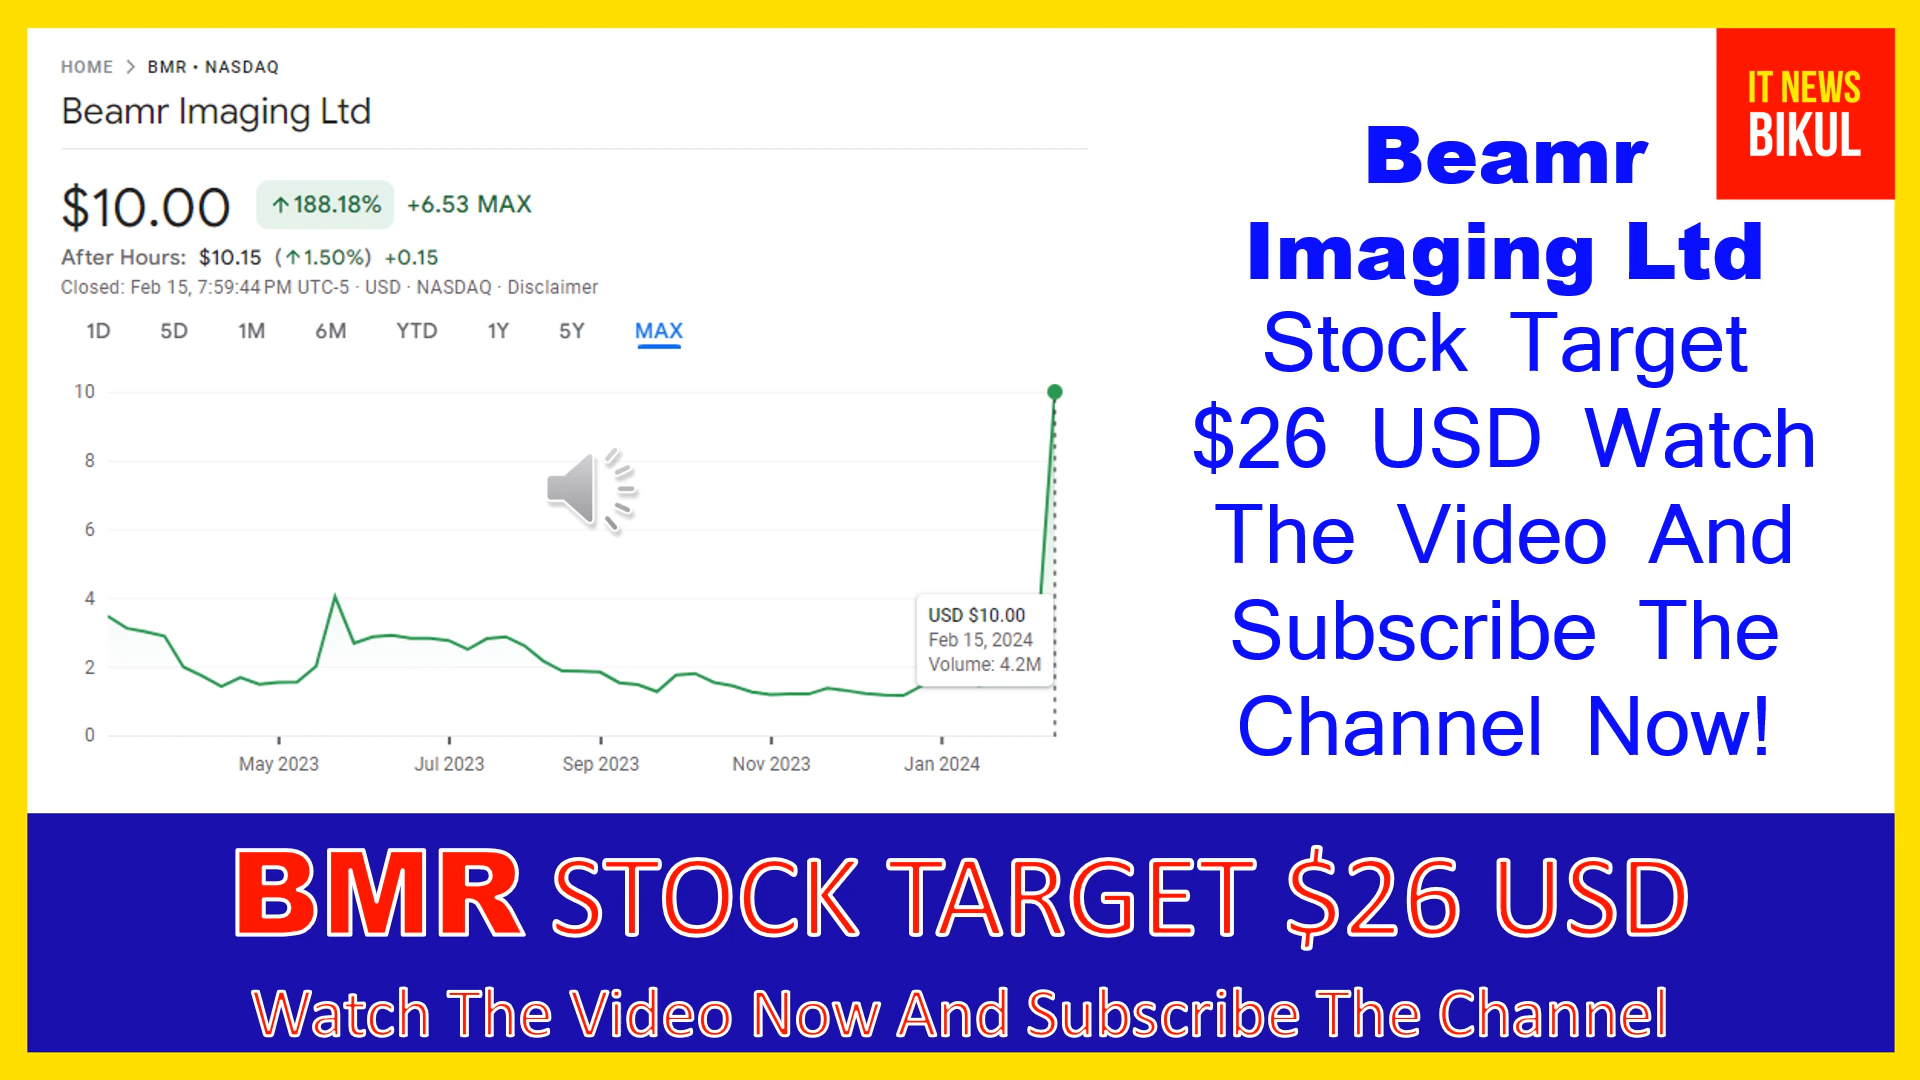 HOME > BMR • NASDAQ
Beamr Imaging Ltd
$10.00 ↑188.18% +6.53 MAX
After Hours: $10.15 (↑1.50%) +0.15
Closed: Feb 15, 7:59:44 PM UTC-5 · USD · NASDAQ · Disclaimer
1D 5D 1M 6M YTD 1Y 5Y MAX
10
8
6
4
2
0
USD $10.00
Feb 15, 2024
Volume: 4.2M
May 2023 Jul 2023 Sep 2023 Nov 2023 Jan 2024
IT NEWS
BIKUL
Beamr
Imaging Ltd
Stock Target
$26 USD Watch
The Video And
Subscribe The
Channel Now!
BMR STOCK TARGET $26 USD
Watch The Video Now And Subscribe The Channel